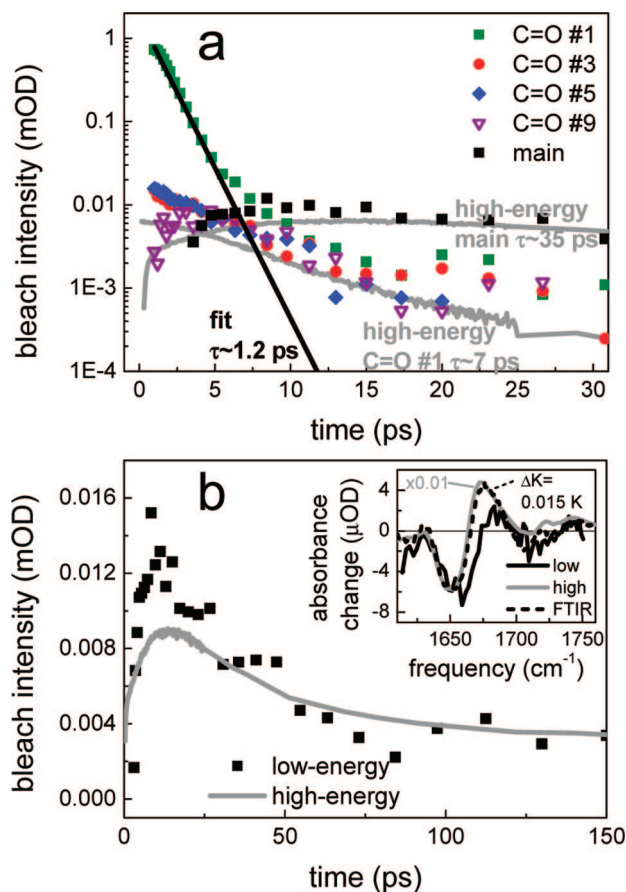 a
C=O #1
C=O #3
C=O #5
C=O #9
main
1
0.1
0.01
1E-3
1E-4
bleach intensity (mOD)
high-energy
main τ~35 ps
fit
τ~1.2 ps
high-energy
C=O #1 τ~7 ps
0 5 10 15 20 25 30
time (ps)
b
0.016
0.012
0.008
0.004
0.000
bleach intensity (mOD)
x0.01
ΔK=
0.015 K
absorbance
change (μOD)
4
0
-4
-8
low
high
FTIR
1650 1700 1750
frequency (cm⁻¹)
low-energy
high-energy
0 50 100 150
time (ps)